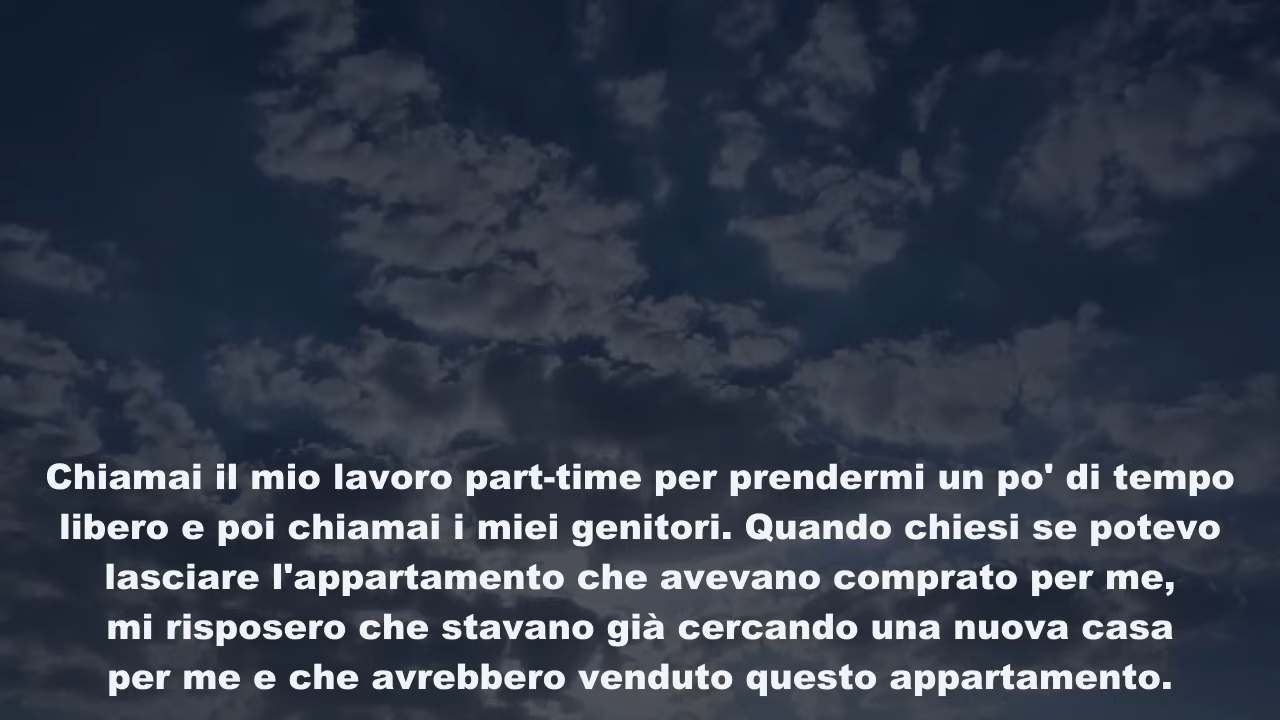 Chiamai il mio lavoro part-time per prendermi un po' di tempo
libero e poi chiamai i miei genitori. Quando chiesi se potevo
lasciare l'appartamento che avevano comprato per me,
mi risposero che stavano già cercando una nuova casa
per me e che avrebbero venduto questo appartamento.